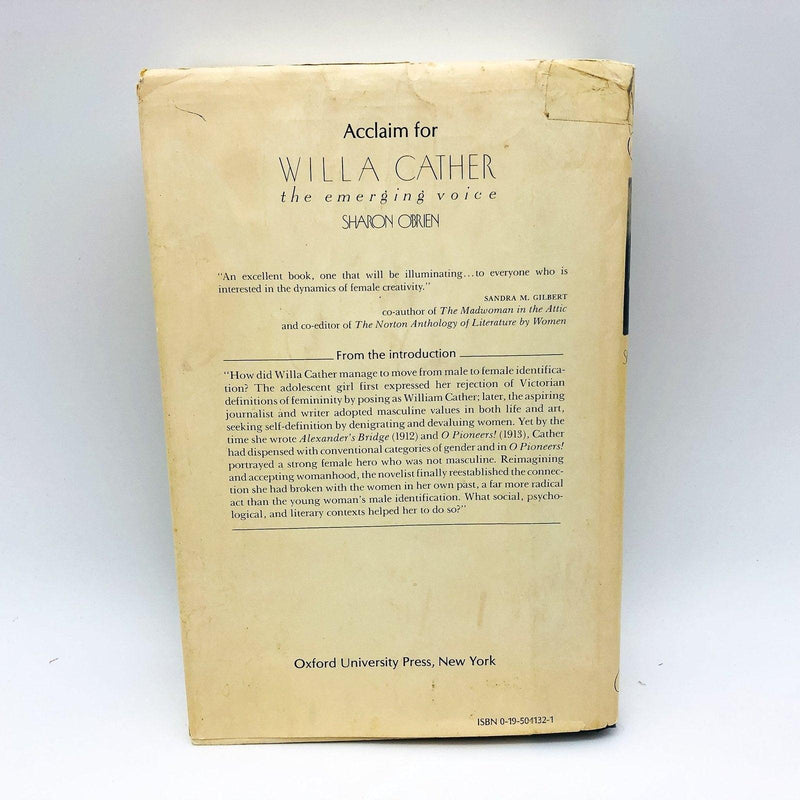 Acclaim for
WILLA CATHER
the emerging voice
SHARON O'BRIEN
"An excellent book, one that will be illuminating...to everyone who is
interested in the dynamics of female creativity."
SANDRA M. GILBERT
co-author of The Madwoman in the Attic
and co-editor of The Norton Anthology of Literature by Women
From the introduction
"How did Willa Cather manage to move from male to female identifica-
tion? The adolescent girl first expressed her rejection of Victorian
definitions of femininity by posing as William Cather; later, the aspiring
journalist and writer adopted masculine values in both life and art,
seeking self-definition by denigrating and devaluing women. Yet by the
time she wrote Alexander's Bridge (1912) and O Pioneers! (1913), Cather
had dispensed with conventional categories of gender and in O Pioneers!
portrayed a strong female hero who was not masculine. Reimagining
and accepting womanhood, the novelist finally reestablished the connec-
tion she had broken with the women in her own past, a far more radical
act than the young woman's male identification. What social, psycho-
logical, and literary contexts helped her to do so?"
Oxford University Press, New York
ISBN 0-19-504132-1